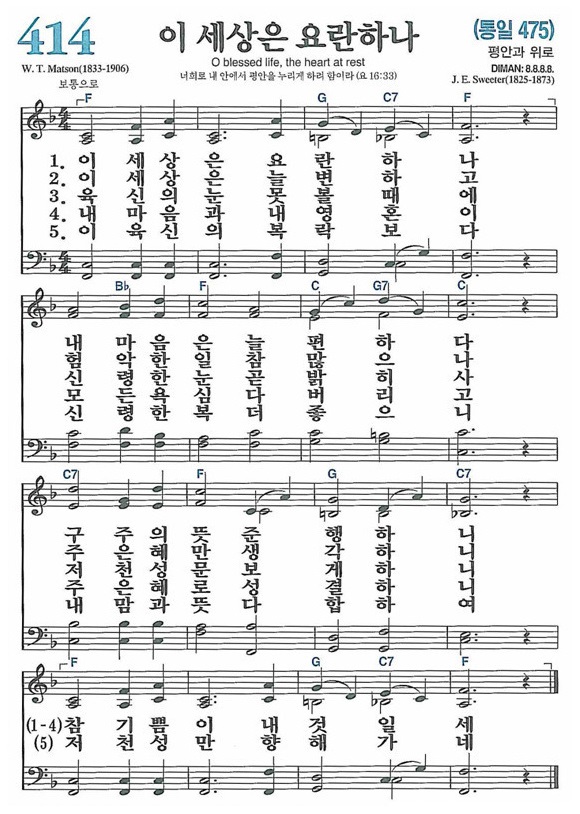 414
이 세상은 요란하나
(통일 475)
O blessed life, the heart at rest
평안과 위로
W. T. Matson(1833-1906)
너희로 내 안에서 평안을 누리게 하려 함이라 (요 16:33)
DIMAN: 8.8.8.8.
보통으로
J. E. Sweeter(1825-1873)
F G C7 F
1. 이 세 상 은 요 란 하 나
2. 이 세 상 은 늘 변 하 고
3. 육 신 의 눈 못 볼 때 에
4. 내 마 음 과 내 영 혼 이
5. 이 육 신 의 복 락 보 다
B♭ F C G7 C
내 마 음 은 늘 편 하 다
험 악 한 일 참 많 으 나
신 령 한 눈 곧 밝 히 사
모 든 욕 심 다 버 리 고
신 령 한 복 더 좋 으 니
C7 F G C7
구 주 의 뜻 준 행 하 니
주 은 혜 만 생 각 하 니
저 천 성 문 보 게 하 니
주 은 혜 로 성 결 하 니
내 맘 과 뜻 다 합 하 여
F G C7 F
(1-4) 참 기 쁨 이 내 것 일 세
(5) 저 천 성 만 향 해 가 네